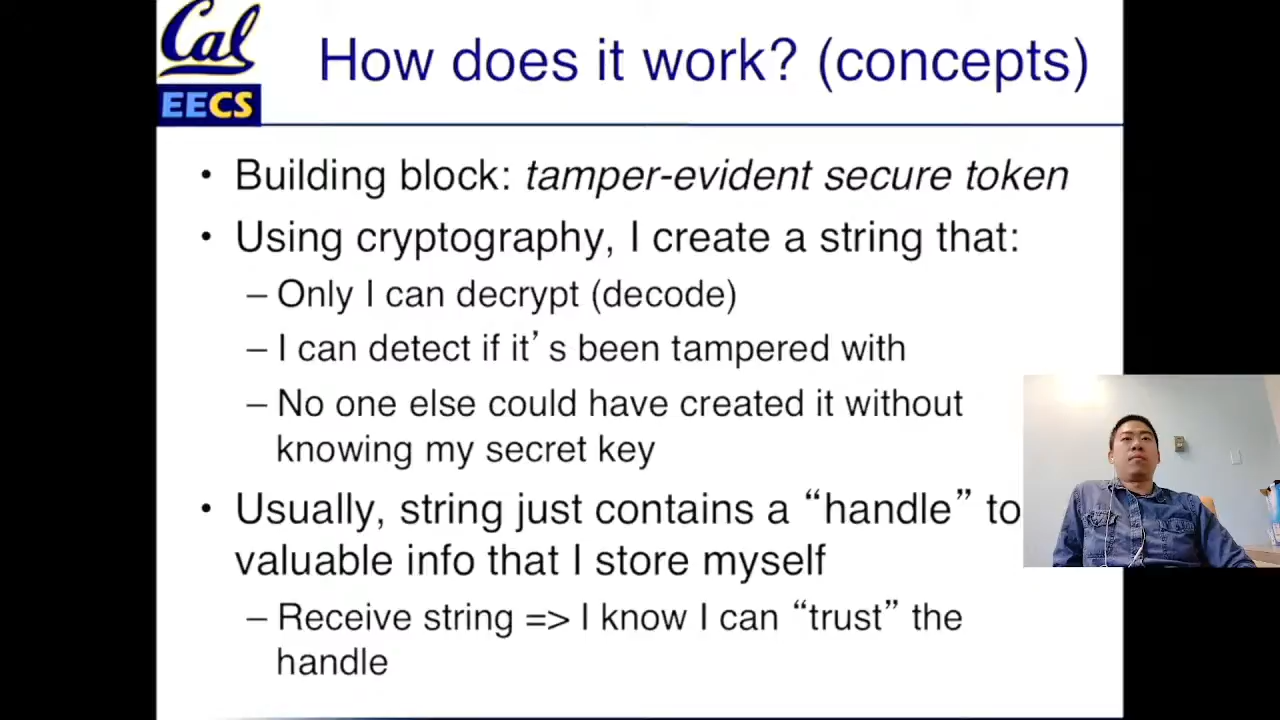 Cal
EECS
How does it work? (concepts)
• Building block: tamper-evident secure token
• Using cryptography, I create a string that:
– Only I can decrypt (decode)
– I can detect if it’s been tampered with
– No one else could have created it without
knowing my secret key
• Usually, string just contains a “handle” to
valuable info that I store myself
– Receive string => I know I can “trust” the
handle